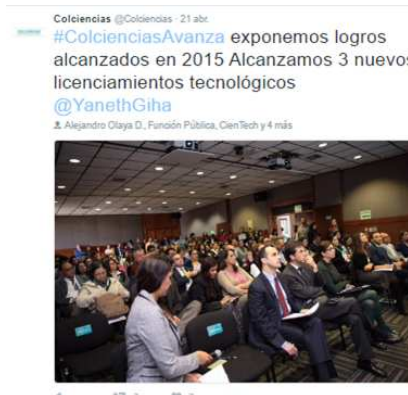 Colciencias @Colciencias · 21 abr.
#ColcienciasAvanza exponemos logros
alcanzados en 2015 Alcanzamos 3 nuevos
licenciamientos tecnológicos
@YanethGiha
Alejandro Olaya D., Función Pública, CienTech y 4 más